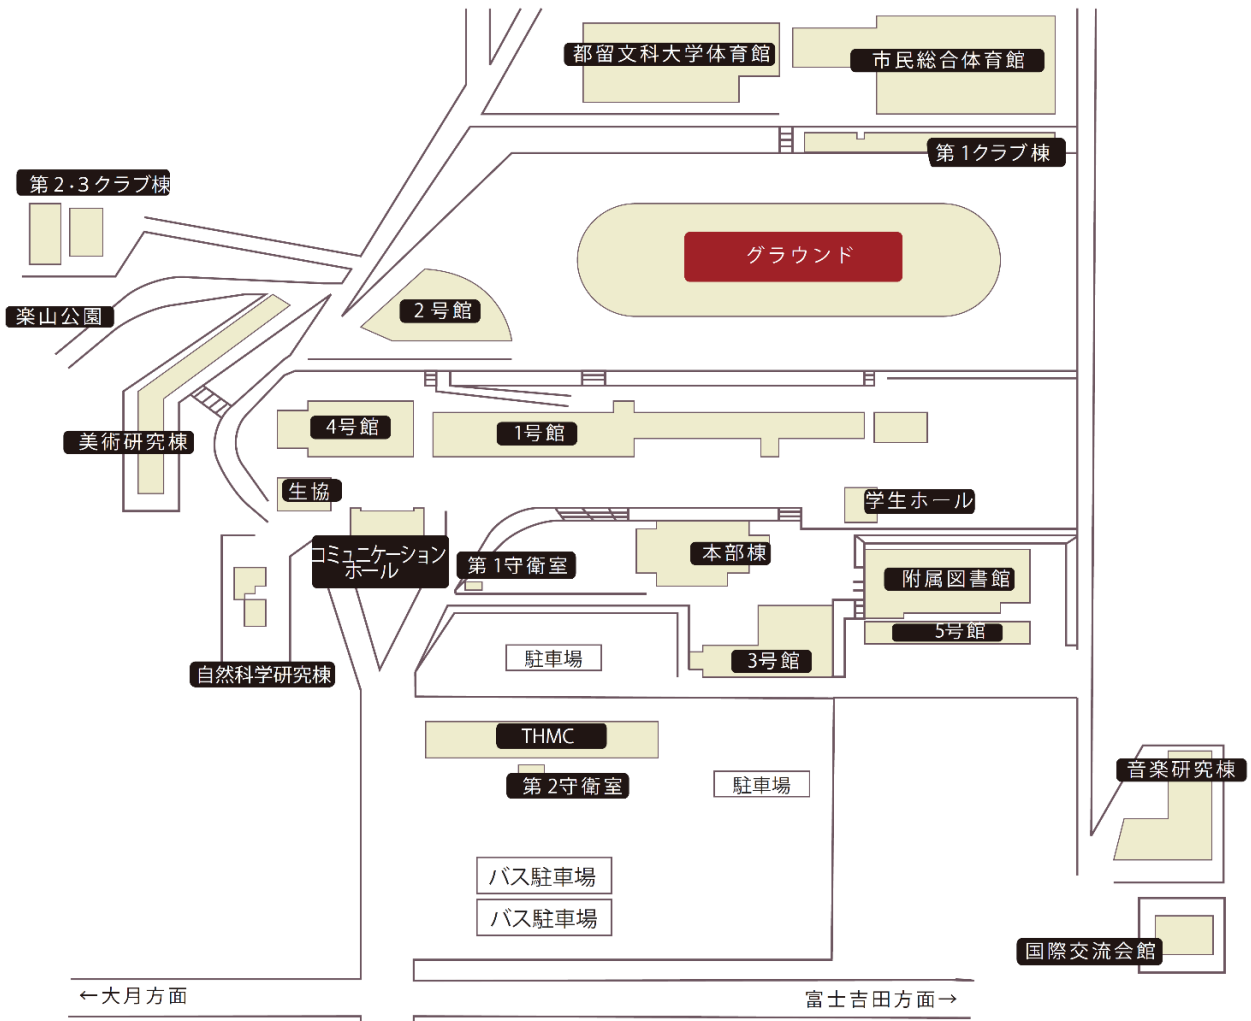 都留文科大学体育館
市民総合体育館
第1クラブ棟
第2・3クラブ棟
グラウンド
楽山公園
2号館
4号館
1号館
美術研究棟
生協
学生ホール
コミュニケーション
ホール
第1守衛室
本部棟
附属図書館
5号館
駐車場
3号館
自然科学研究棟
THMC
第2守衛室
駐車場
音楽研究棟
バス駐車場
バス駐車場
国際交流会館
←大月方面
富士吉田方面→